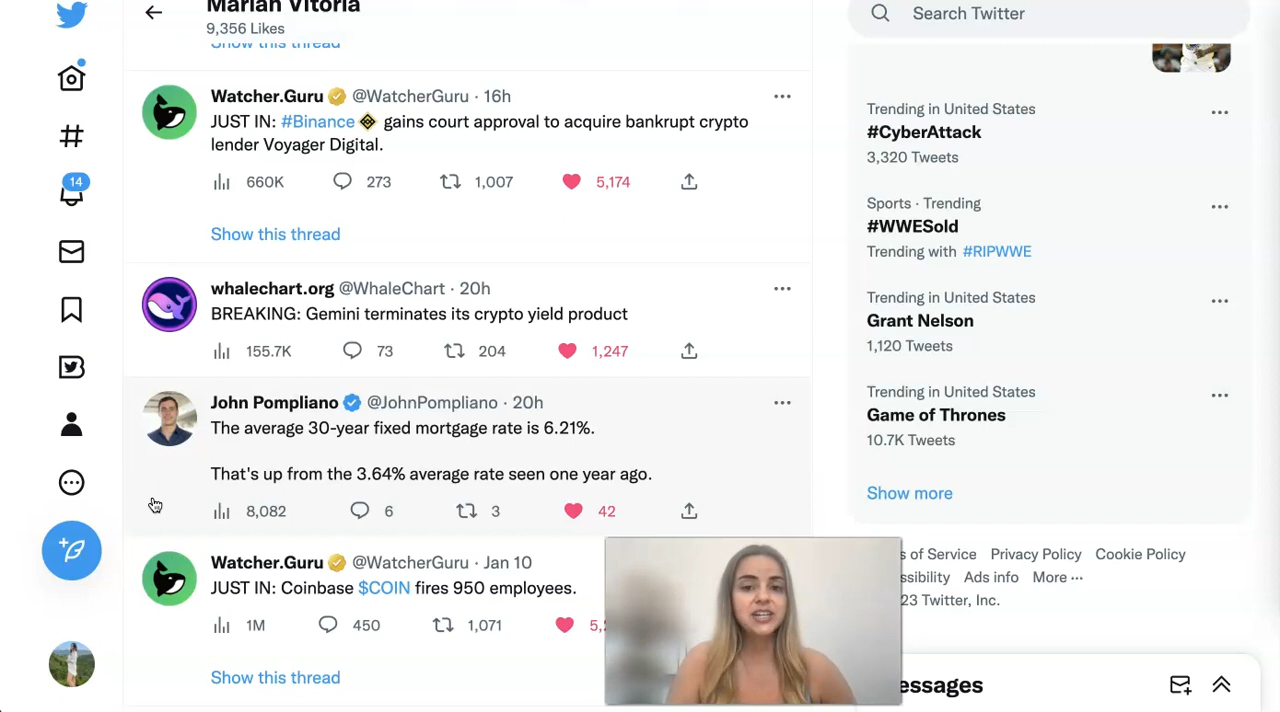 Marian Vitoria
9,356 Likes
Show this thread
Watcher.Guru @WatcherGuru · 16h
JUST IN: #Binance gains court approval to acquire bankrupt crypto
lender Voyager Digital.
660K 273 1,007 5,174
Show this thread
whalechart.org @WhaleChart · 20h
BREAKING: Gemini terminates its crypto yield product
155.7K 73 204 1,247
John Pompliano @JohnPompliano · 20h
The average 30-year fixed mortgage rate is 6.21%.
That's up from the 3.64% average rate seen one year ago.
8,082 6 3 42
Watcher.Guru @WatcherGuru · Jan 10
JUST IN: Coinbase $COIN fires 950 employees.
1M 450 1,071
Show this thread
14
Search Twitter
Trending in United States
#CyberAttack
3,320 Tweets
Sports · Trending
#WWESold
Trending with #RIPWWE
Trending in United States
Grant Nelson
1,120 Tweets
Trending in United States
Game of Thrones
10.7K Tweets
Show more
s of Service Privacy Policy Cookie Policy
ssibility Ads info More ···
23 Twitter, Inc.
essages